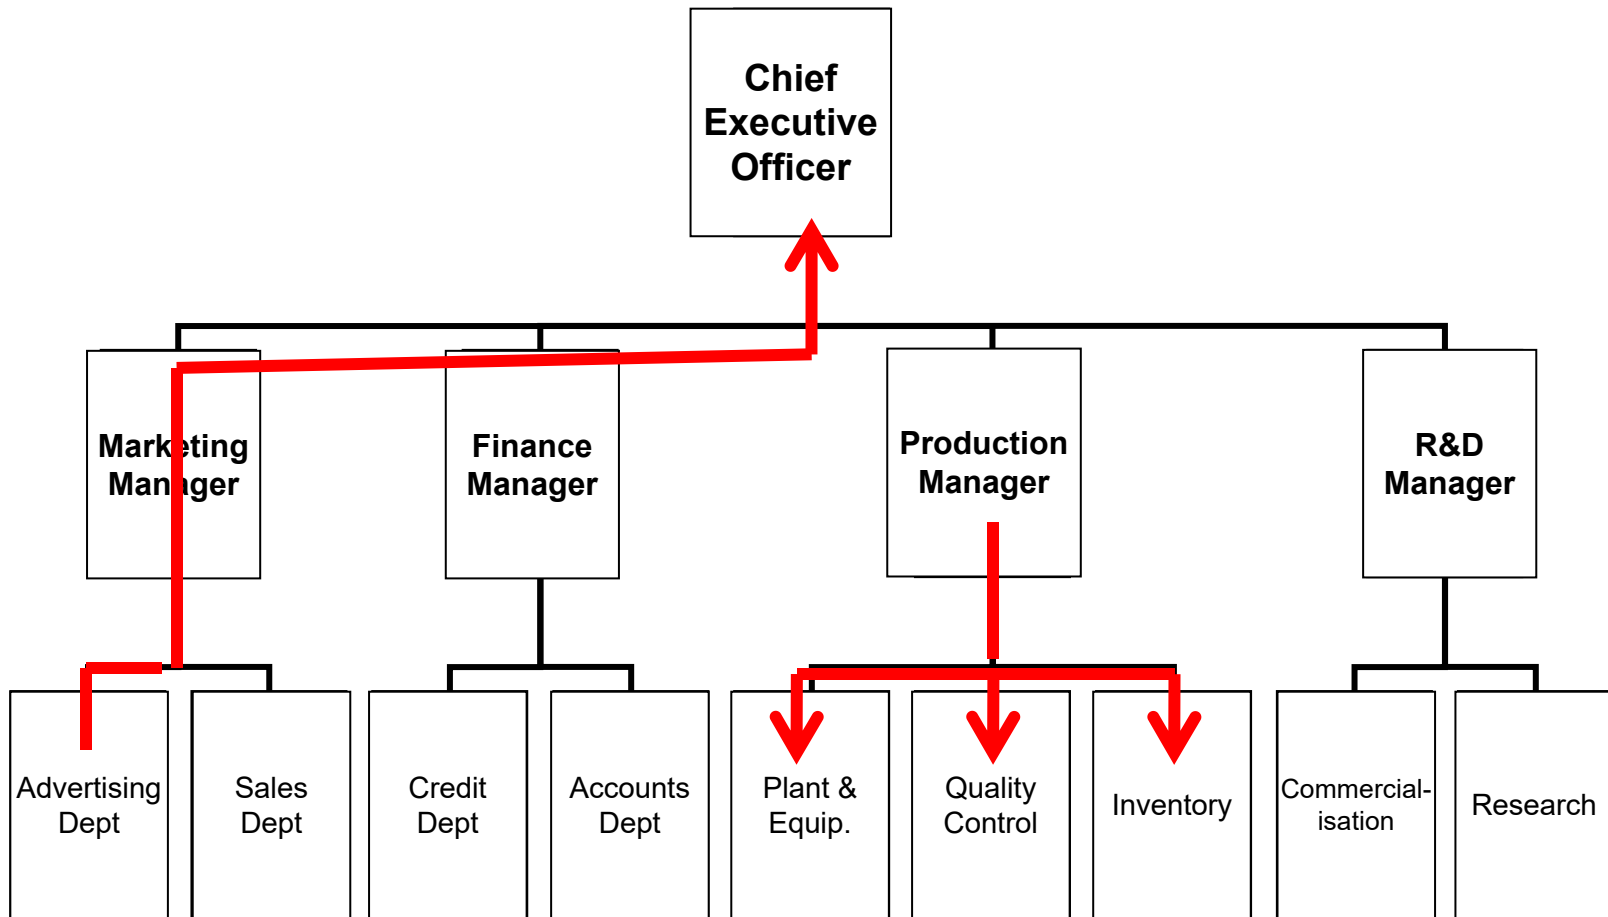 Chief
Executive
Officer
Marketing
Manager
Finance
Manager
Production
Manager
R&D
Manager
Advertising
Dept
Sales
Dept
Credit
Dept
Accounts
Dept
Plant &
Equip.
Quality
Control
Inventory
Commercial-
isation
Research